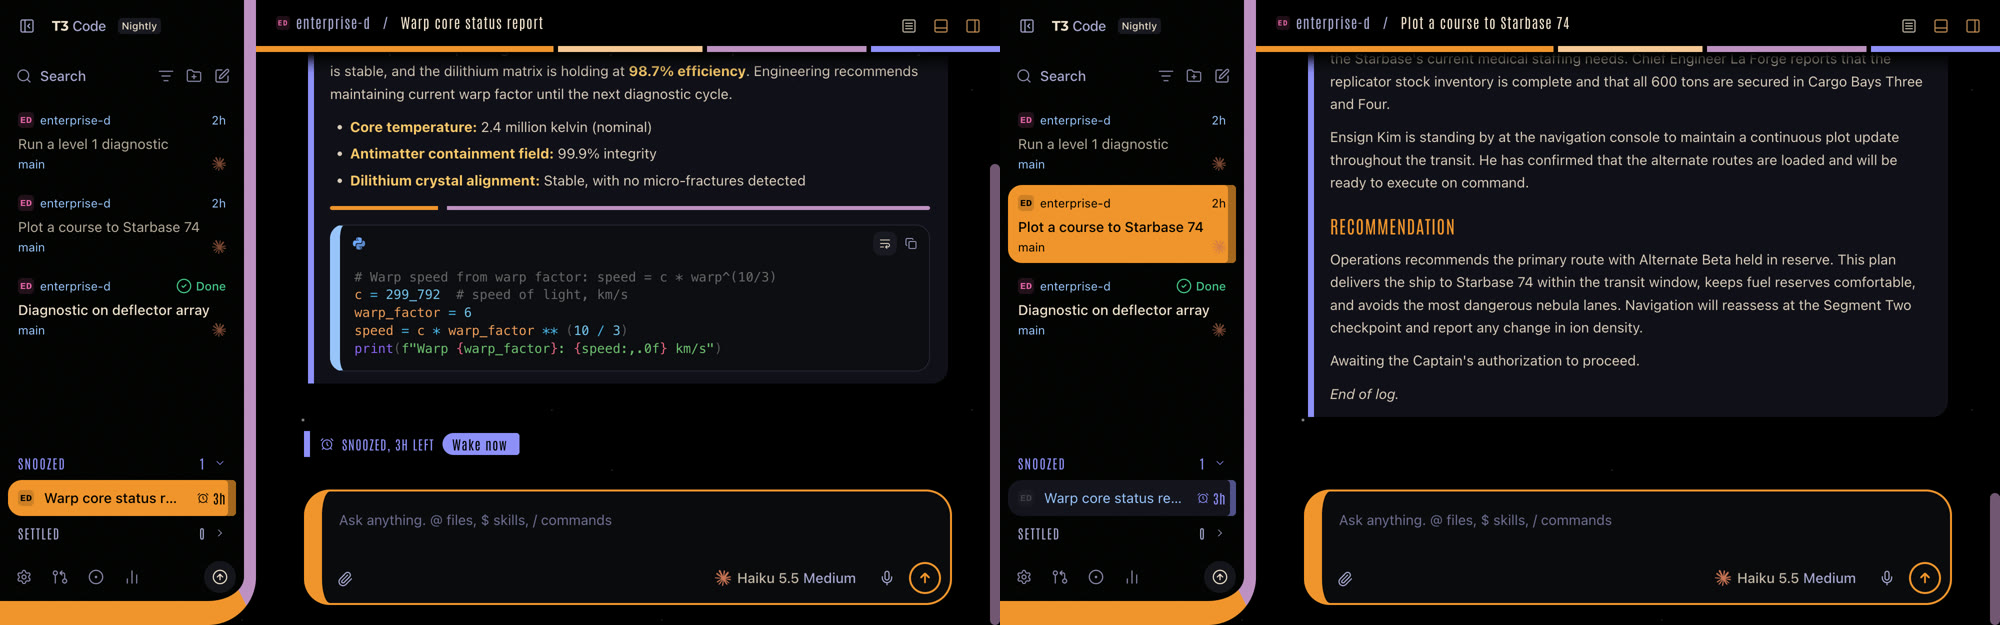 T3 Code Nightly
Search
ED enterprise-d 2h
Run a level 1 diagnostic
main
ED enterprise-d 2h
Plot a course to Starbase 74
main
ED enterprise-d Done
Diagnostic on deflector array
main
SNOOZED 1
ED Warp core status r... 3h
SETTLED 0
ED enterprise-d / Warp core status report
is stable, and the dilithium matrix is holding at 98.7% efficiency. Engineering recommends
maintaining current warp factor until the next diagnostic cycle.
• Core temperature: 2.4 million kelvin (nominal)
• Antimatter containment field: 99.9% integrity
• Dilithium crystal alignment: Stable, with no micro-fractures detected
# Warp speed from warp factor: speed = c * warp^(10/3)
c = 299_792  # speed of light, km/s
warp_factor = 6
speed = c * warp_factor ** (10 / 3)
print(f"Warp {warp_factor}: {speed:,.0f} km/s")
SNOOZED, 3H LEFT Wake now
Ask anything. @ files, $ skills, / commands
Haiku 5.5 Medium
T3 Code Nightly
Search
ED enterprise-d 2h
Run a level 1 diagnostic
main
ED enterprise-d 2h
Plot a course to Starbase 74
main
ED enterprise-d Done
Diagnostic on deflector array
main
SNOOZED 1
ED Warp core status re... 3h
SETTLED 0
ED enterprise-d / Plot a course to Starbase 74
the Starbase's current medical staffing needs. Chief Engineer La Forge reports that the
replicator stock inventory is complete and that all 600 tons are secured in Cargo Bays Three
and Four.
Ensign Kim is standing by at the navigation console to maintain a continuous plot update
throughout the transit. He has confirmed that the alternate routes are loaded and will be
ready to execute on command.
RECOMMENDATION
Operations recommends the primary route with Alternate Beta held in reserve. This plan
delivers the ship to Starbase 74 within the transit window, keeps fuel reserves comfortable,
and avoids the most dangerous nebula lanes. Navigation will reassess at the Segment Two
checkpoint and report any change in ion density.
Awaiting the Captain's authorization to proceed.
End of log.
Ask anything. @ files, $ skills, / commands
Haiku 5.5 Medium